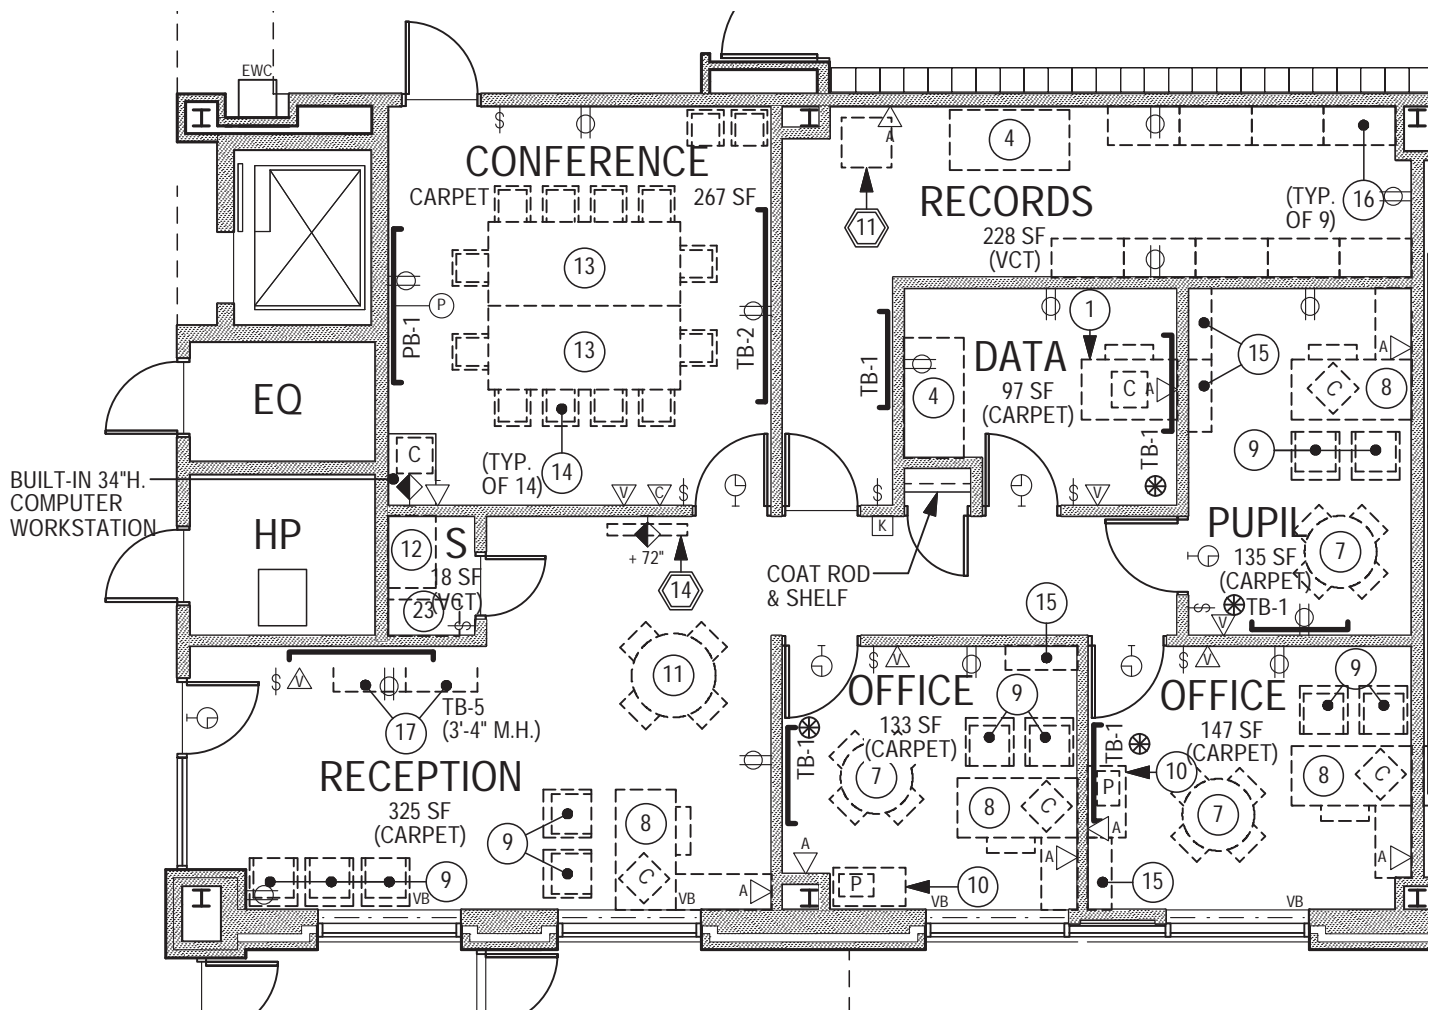 EWC
$
CONFERENCE
CARPET
267 SF
13
13
P
PB-1
TB-2
C
(TYP.
OF 14)
14
V
C
$
A
4
11
RECORDS
228 SF
(VCT)
(TYP.
OF 9)
16
TB-1
4
1
DATA
97 SF
(CARPET)
C
A
TB-1
$
V
15
A
C
8
9
EQ
BUILT-IN 34"H.
COMPUTER
WORKSTATION
HP
12
S
18 SF
(VCT)
23
$
+ 72"
14
$
K
COAT ROD
& SHELF
PUPIL
135 SF
(CARPET)
7
TB-1
$
V
15
$
V
17
TB-5
(3'-4" M.H.)
11
RECEPTION
325 SF
(CARPET)
9
8
C
9
VB
VB
A
$
V
OFFICE
133 SF
(CARPET)
9
TB-1
7
8
C
A
A
P
10
VB
$
V
OFFICE
147 SF
(CARPET)
9
TB-1
10
P
A
7
8
C
A
15
VB